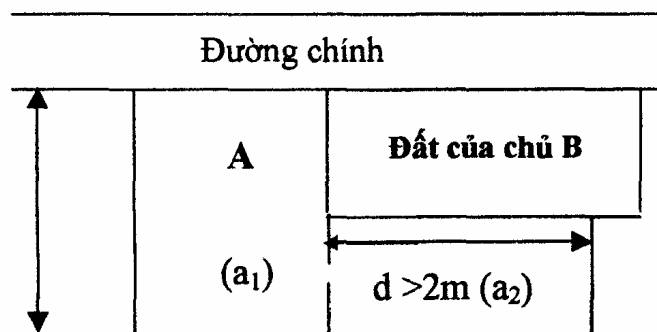 Đường chính
A
Đất của chủ B
(a₁)
d >2m (a₂)